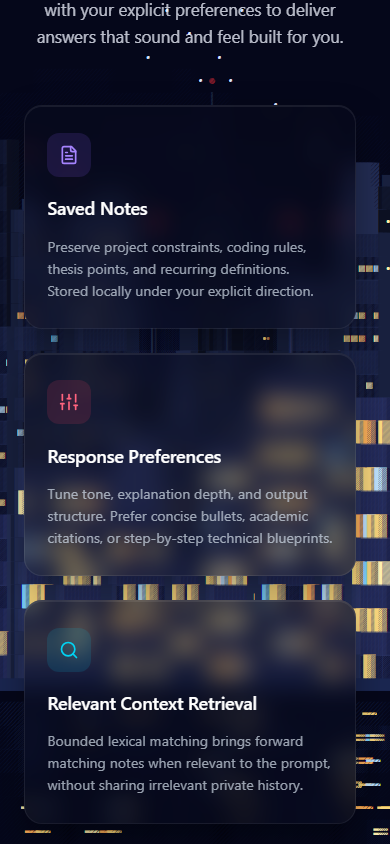 with your explicit preferences to deliver
answers that sound and feel built for you.
Saved Notes
Preserve project constraints, coding rules,
thesis points, and recurring definitions.
Stored locally under your explicit direction.
Response Preferences
Tune tone, explanation depth, and output
structure. Prefer concise bullets, academic
citations, or step-by-step technical blueprints.
Relevant Context Retrieval
Bounded lexical matching brings forward
matching notes when relevant to the prompt,
without sharing irrelevant private history.